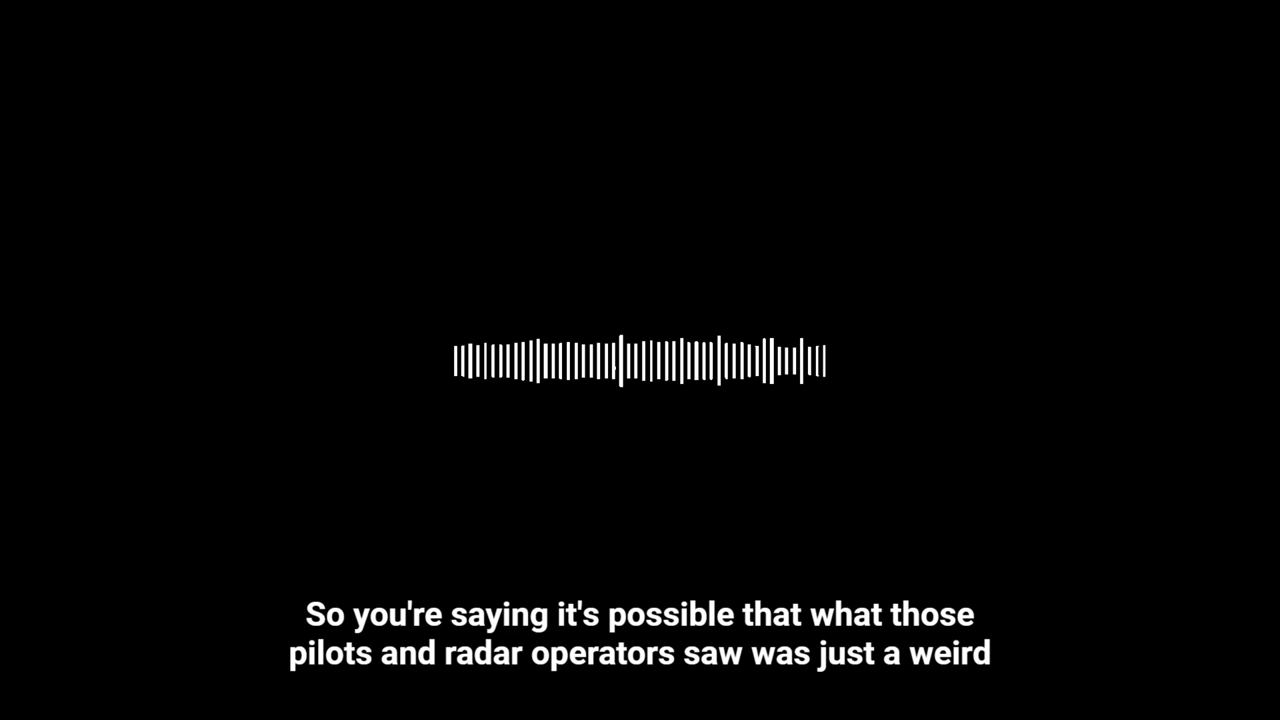 So you're saying it's possible that what those
pilots and radar operators saw was just a weird